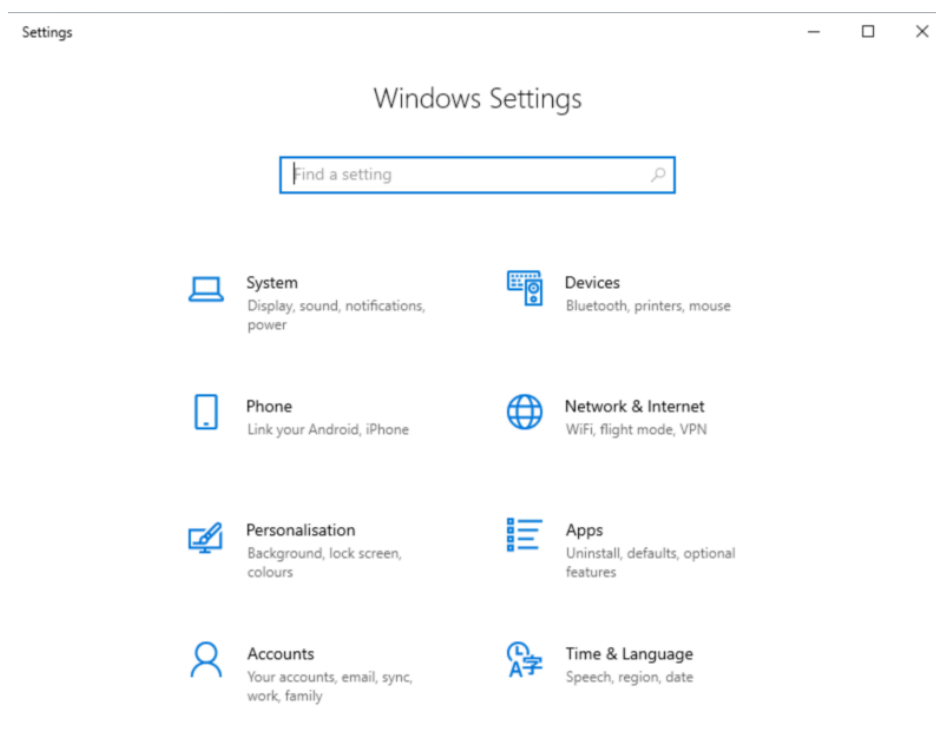 Settings
Windows Settings
Find a setting
System
Display, sound, notifications,
power
Devices
Bluetooth, printers, mouse
Phone
Link your Android, iPhone
Network & Internet
WiFi, flight mode, VPN
Personalisation
Background, lock screen,
colours
Apps
Uninstall, defaults, optional
features
Accounts
Your accounts, email, sync,
work, family
Time & Language
Speech, region, date